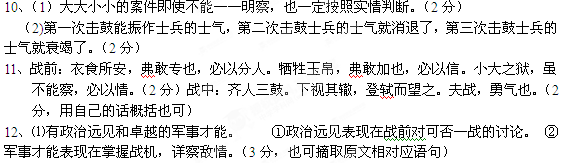 10、（1）大大小小的案件即使不能一一明察，也一定按照实情判断。（2 分）
（2)第一次击鼓能振作士兵的士气，第二次击鼓士兵的士气就消退了，第三次击鼓士兵的
士气就衰竭了。（2 分）
11、战前：衣食所安，弗敢专也，必以分人。牺牲玉帛，弗敢加也，必以信。小大之狱，虽
不能察，必以情。（2 分）战中：齐人三鼓。下视其辙，登轼而望之。夫战，勇气也。（2
分，用自己的话概括也可）
12、⑴有政治远见和卓越的军事才能。 ①政治远见表现在战前对可否一战的讨论。 ②
军事才能表现在掌握战机，详察敌情。（3 分，也可摘取原文相对应语句）